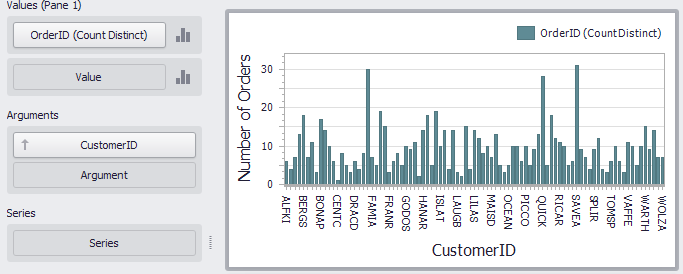 Values (Pane 1)
OrderID (Count Distinct)
Value
Arguments
CustomerID
Argument
Series
Series
OrderID (Count Distinct)
Number of Orders
30
20
10
0
ALFKI
BERGS
BONAP
CENTC
DRACD
FAMIA
FRANR
GODOS
HANAR
ISLAT
LAUGB
LILAS
MAISD
OCEAN
PICCO
QUICK
RICAR
SAVEA
SPLIR
TOMSP
VAFFE
WARTH
WOLZA
CustomerID